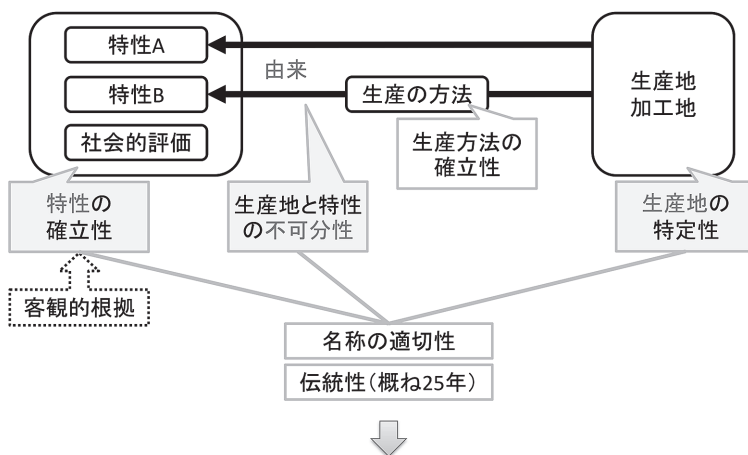 特性A
由来
特性B
生産の方法
生産地
加工地
社会的評価
生産方法の
確立性
特性の
確立性
生産地と特性
の不可分性
生産地の
特定性
客観的根拠
名称の適切性
伝統性（概ね25年）